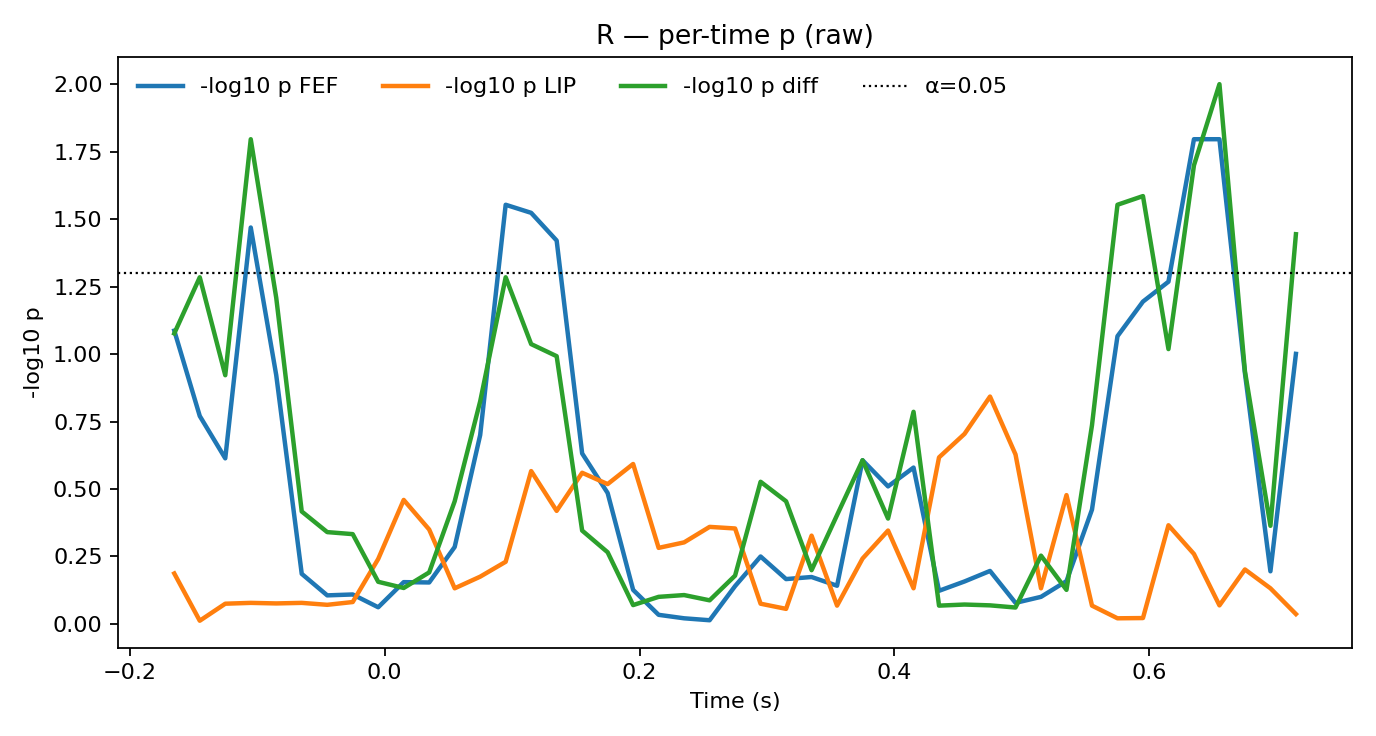 R — per-time p (raw)
-log10 p FEF -log10 p LIP -log10 p diff α=0.05
2.00
1.75
1.50
1.25
1.00
0.75
0.50
0.25
0.00
-log10 p
−0.2 0.0 0.2 0.4 0.6
Time (s)